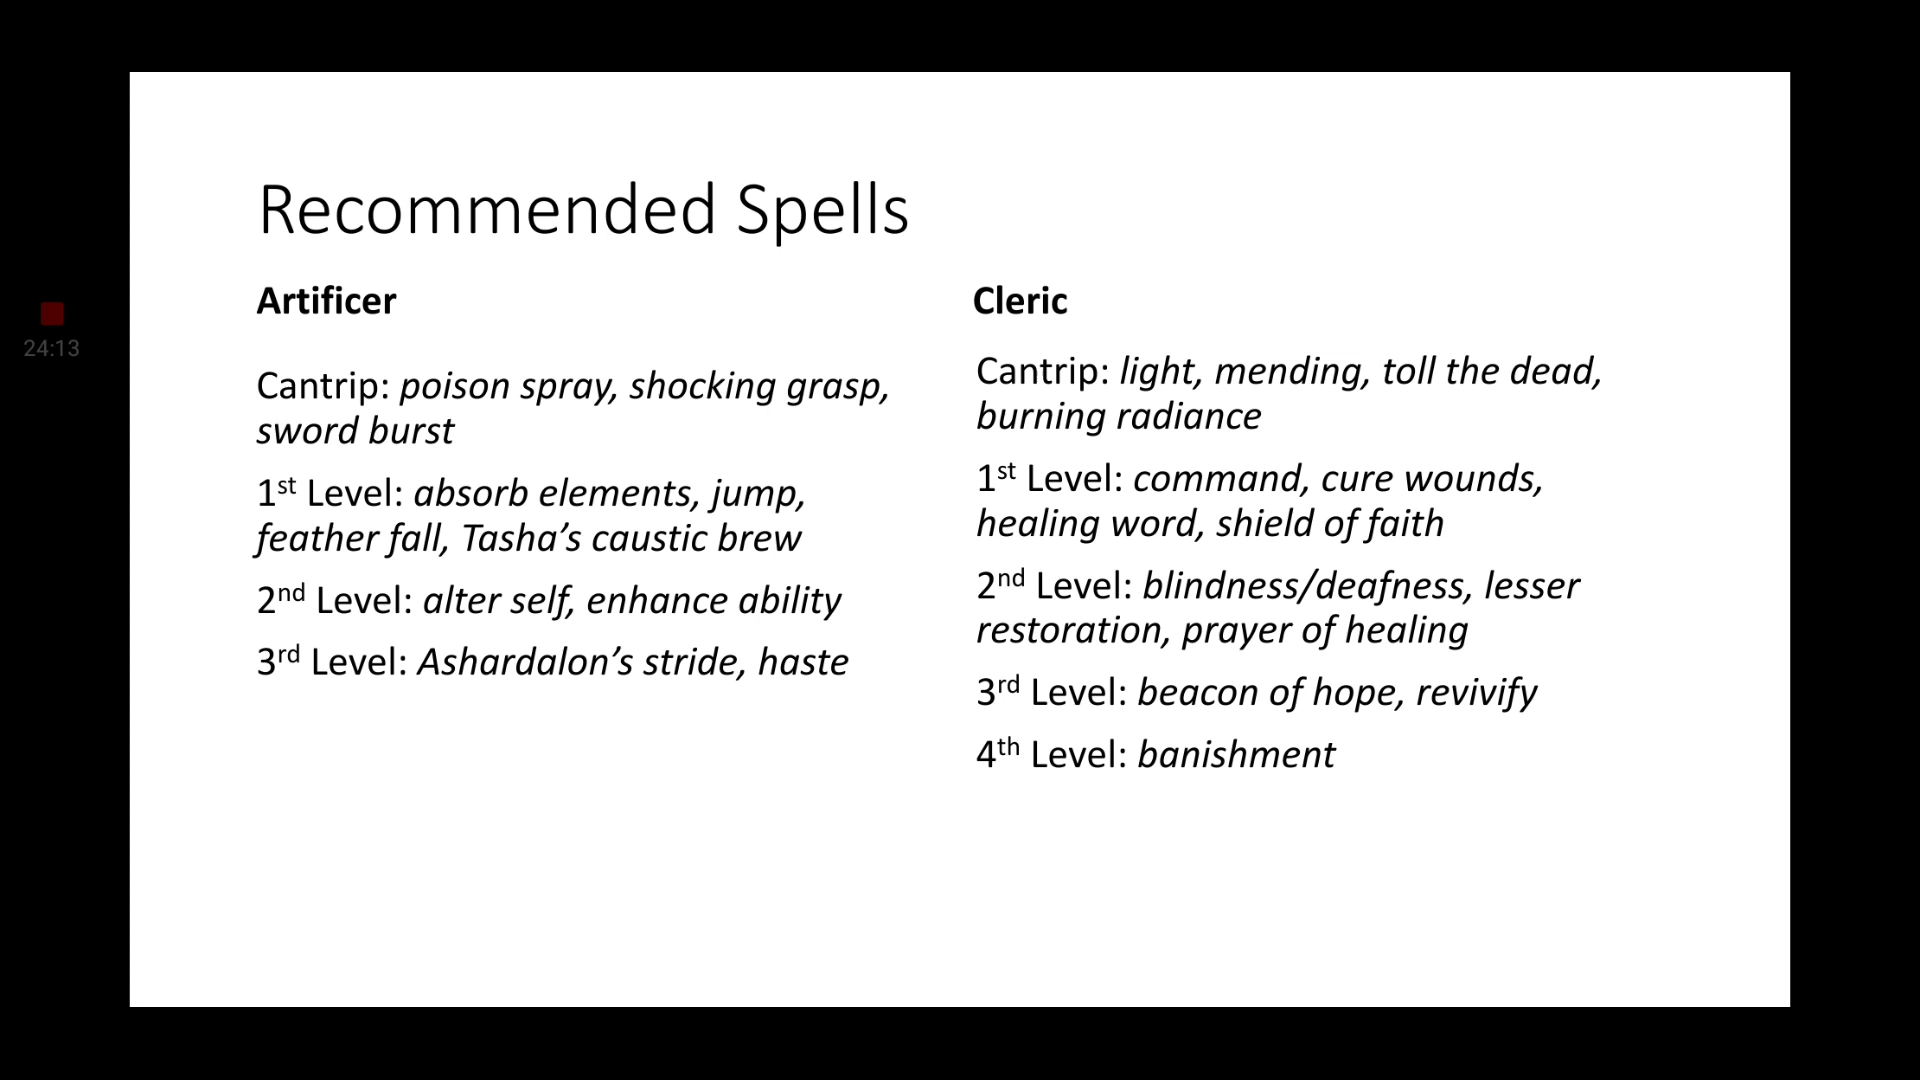 Recommended Spells
Artificer
Cantrip: poison spray, shocking grasp,
sword burst
1st Level: absorb elements, jump,
feather fall, Tasha’s caustic brew
2nd Level: alter self, enhance ability
3rd Level: Ashardalon’s stride, haste
Cleric
Cantrip: light, mending, toll the dead,
burning radiance
1st Level: command, cure wounds,
healing word, shield of faith
2nd Level: blindness/deafness, lesser
restoration, prayer of healing
3rd Level: beacon of hope, revivify
4th Level: banishment
24:13